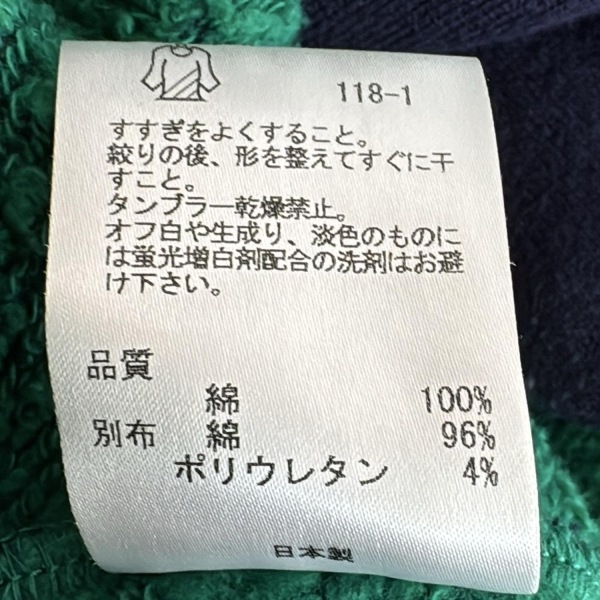 118-1
すすぎをよくすること。
絞りの後、形を整えてすぐに干
すこと。
タンブラー乾燥禁止。
オフ白や生成り、淡色のものに
は蛍光増白剤配合の洗剤はお避
け下さい。
品質
綿 100%
別布 綿 96%
ポリウレタン 4%
日本製